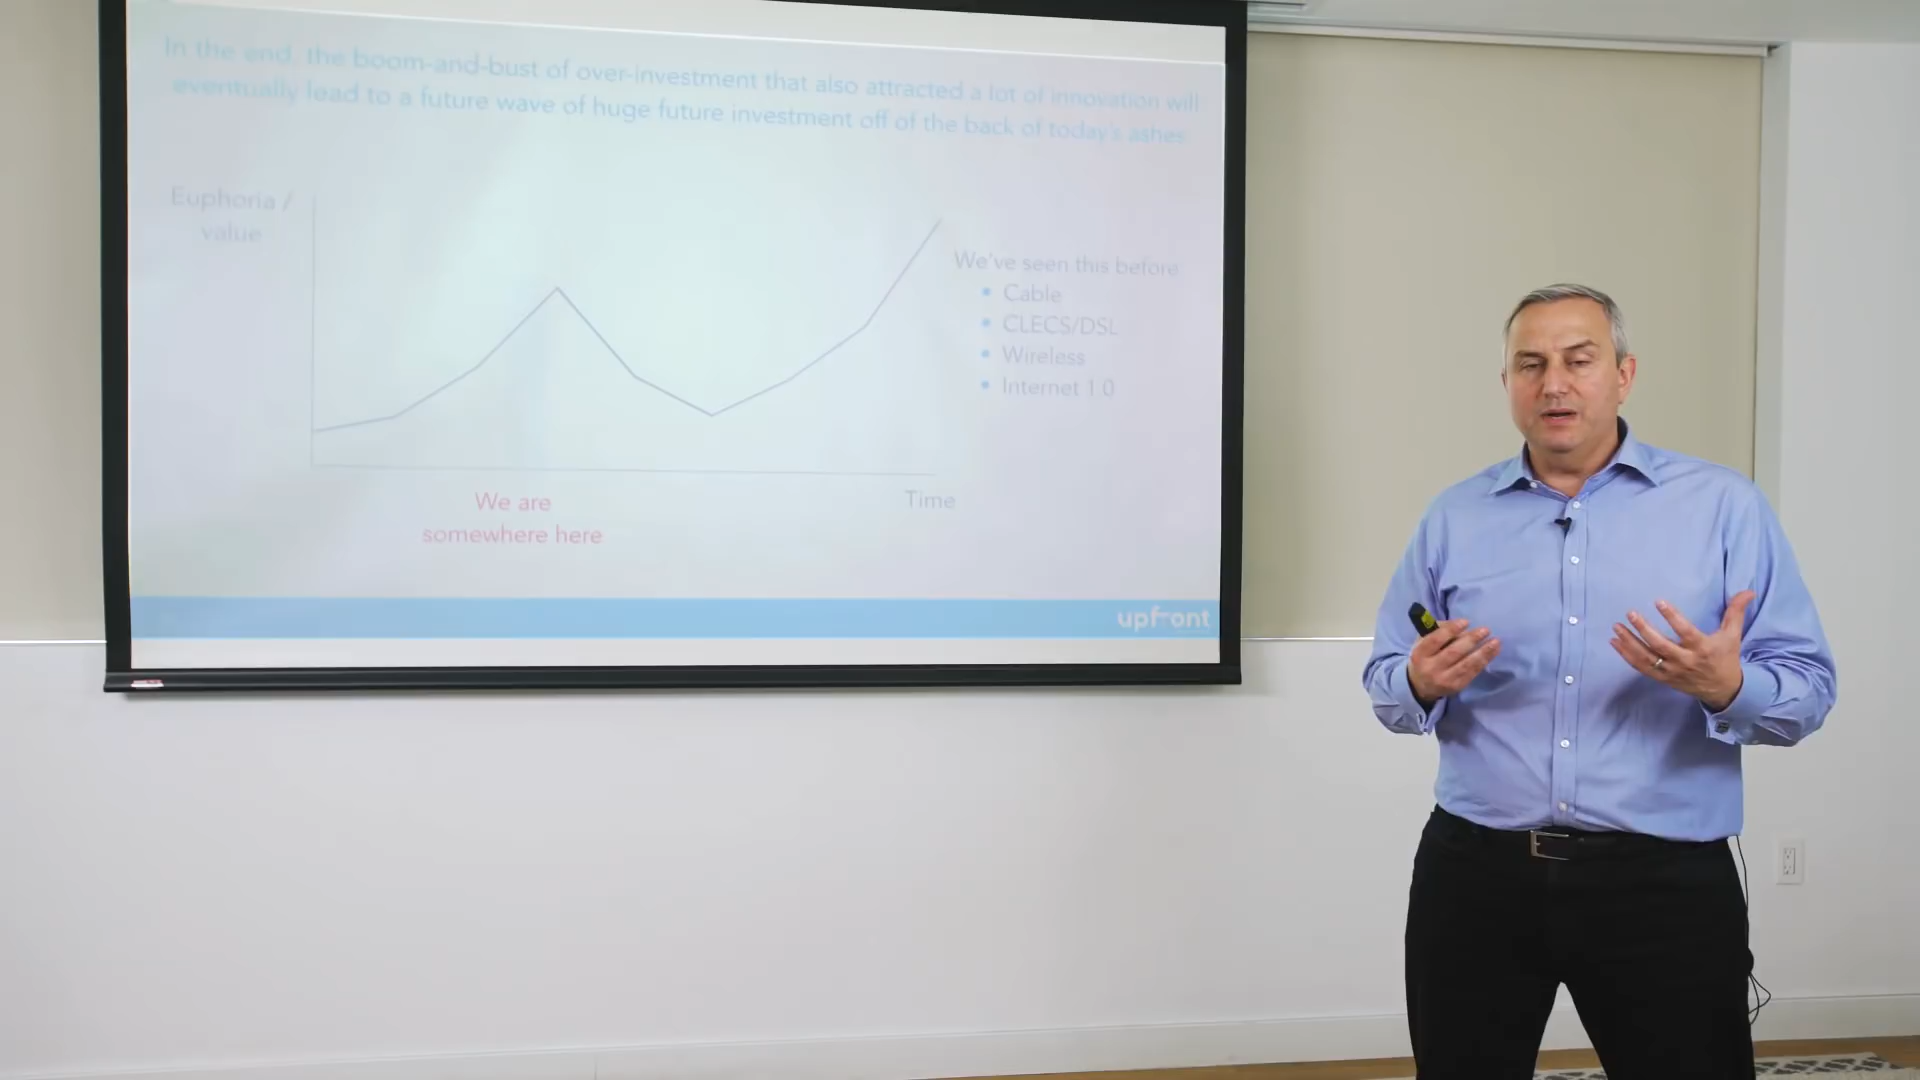 In the end, the boom-and-bust of over-investment that also attracted a lot of innovation will
eventually lead to a future wave of huge future investment off of the back of today's ashes
Euphoria /
value
We've seen this before
• Cable
• CLECS/DSL
• Wireless
• Internet 1.0
We are
somewhere here
Time
upfront